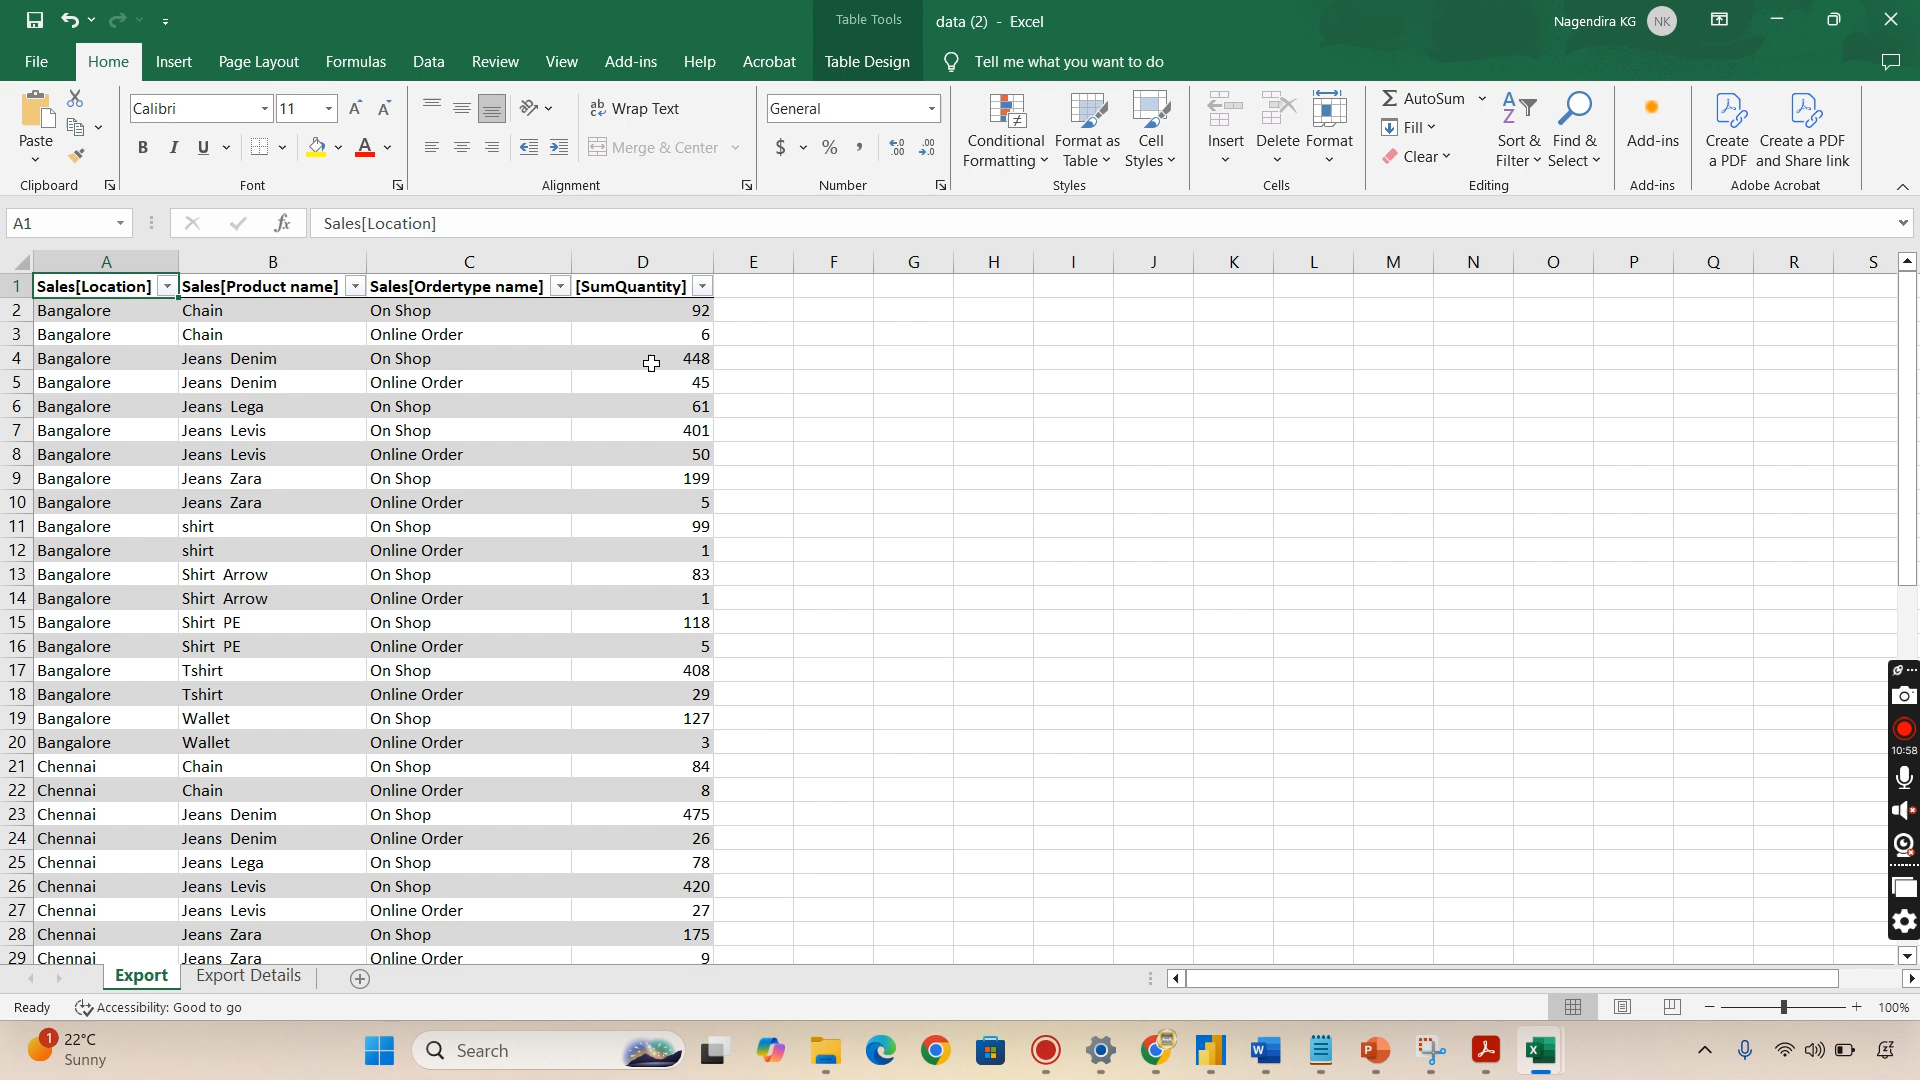 Table Tools
data (2) - Excel
Nagendira KG NK
File Home Insert Page Layout Formulas Data Review View Add-ins Help Acrobat Table Design Tell me what you want to do
Paste
Clipboard
Calibri 11
B I U
Font
Wrap Text
Merge & Center
Alignment
General
$ % ,
Number
Conditional Formatting
Format as Table
Cell Styles
Styles
Insert Delete Format
Cells
AutoSum
Fill
Clear
Sort & Filter
Find & Select
Editing
Add-ins
Add-ins
Create a PDF
Create a PDF and Share link
Adobe Acrobat
A1 fx Sales[Location]
A B C D E F G H I J K L M N O P Q R S
1 Sales[Location] Sales[Product name] Sales[Ordertype name] [SumQuantity]
2 Bangalore Chain On Shop 92
3 Bangalore Chain Online Order 6
4 Bangalore Jeans Denim On Shop 448
5 Bangalore Jeans Denim Online Order 45
6 Bangalore Jeans Lega On Shop 61
7 Bangalore Jeans Levis On Shop 401
8 Bangalore Jeans Levis Online Order 50
9 Bangalore Jeans Zara On Shop 199
10 Bangalore Jeans Zara Online Order 5
11 Bangalore shirt On Shop 99
12 Bangalore shirt Online Order 1
13 Bangalore Shirt Arrow On Shop 83
14 Bangalore Shirt Arrow Online Order 1
15 Bangalore Shirt PE On Shop 118
16 Bangalore Shirt PE Online Order 5
17 Bangalore Tshirt On Shop 408
18 Bangalore Tshirt Online Order 29
19 Bangalore Wallet On Shop 127
20 Bangalore Wallet Online Order 3
21 Chennai Chain On Shop 84
22 Chennai Chain Online Order 8
23 Chennai Jeans Denim On Shop 475
24 Chennai Jeans Denim Online Order 26
25 Chennai Jeans Lega On Shop 78
26 Chennai Jeans Levis On Shop 420
27 Chennai Jeans Levis Online Order 27
28 Chennai Jeans Zara On Shop 175
29 Chennai Jeans Zara Online Order 9
10:58
Export Export Details
Ready Accessibility: Good to go 100%
1 22°C
Sunny
Search